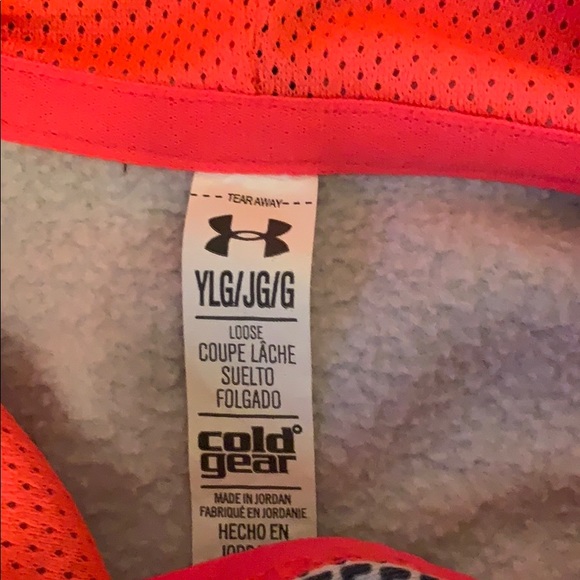 - - - TEAR AWAY - - -
YLG/JG/G
LOOSE
COUPE LÂCHE
SUELTO
FOLGADO
cold°
gear
MADE IN JORDAN
FABRIQUÉ EN JORDANIE
HECHO EN